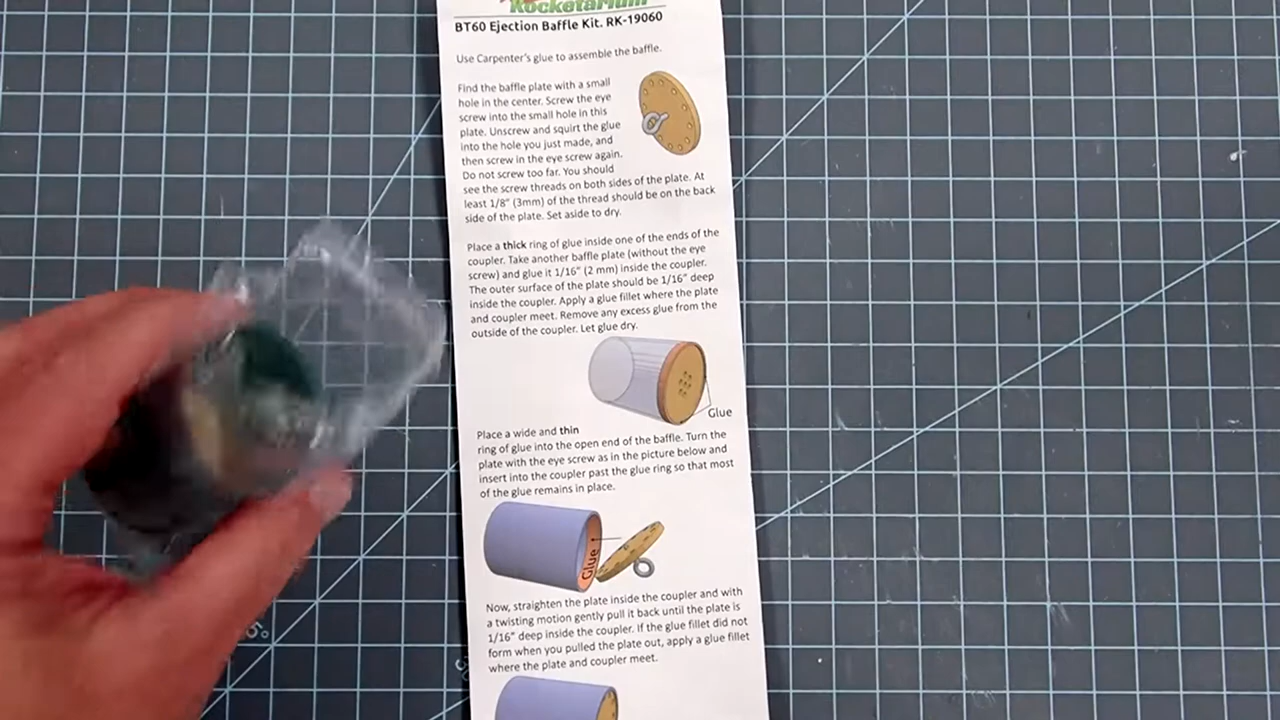 Rocketarium
BT60 Ejection Baffle Kit. RK-19060
Use Carpenter's glue to assemble the baffle.
Find the baffle plate with a small
hole in the center. Screw the eye
screw into the small hole in this
plate. Unscrew and squirt the glue
into the hole you just made, and
then screw in the eye screw again.
Do not screw too far. You should
see the screw threads on both sides of the plate. At
least 1/8" (3mm) of the thread should be on the back
side of the plate. Set aside to dry.
Place a thick ring of glue inside one of the ends of the
coupler. Take another baffle plate (without the eye
screw) and glue it 1/16" (2 mm) inside the coupler.
The outer surface of the plate should be 1/16" deep
inside the coupler. Apply a glue fillet where the plate
and coupler meet. Remove any excess glue from the
outside of the coupler. Let glue dry.
Glue
Place a wide and thin
ring of glue into the open end of the baffle. Turn the
plate with the eye screw as in the picture below and
insert into the coupler past the glue ring so that most
of the glue remains in place.
Glue
Now, straighten the plate inside the coupler and with
a twisting motion gently pull it back until the plate is
1/16" deep inside the coupler. If the glue fillet did not
form when you pulled the plate out, apply a glue fillet
where the plate and coupler meet.